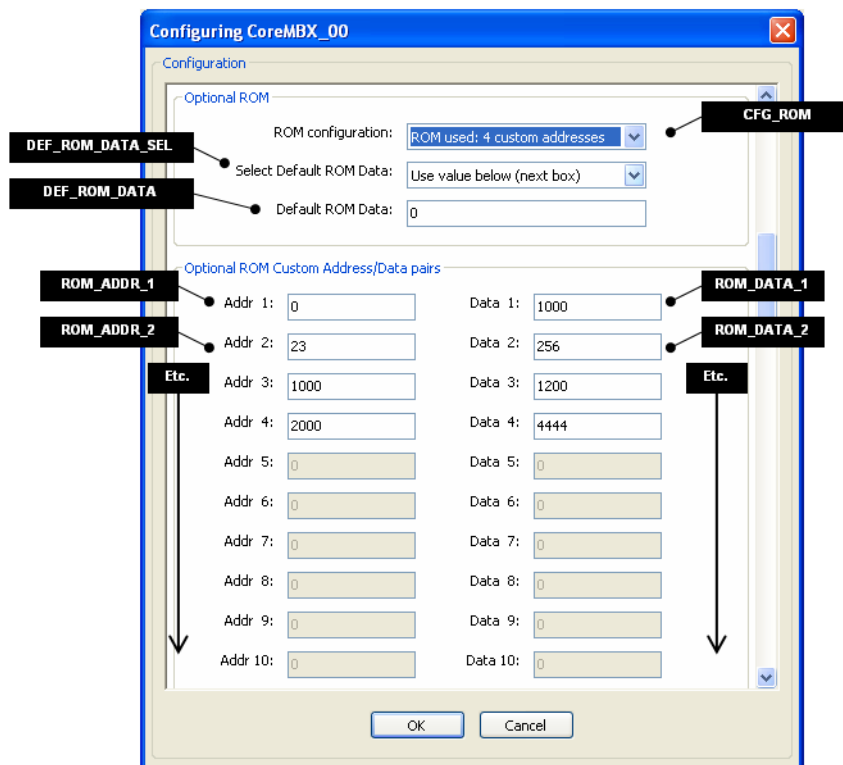 Configuring CoreMBX_00
Configuration
Optional ROM
ROM configuration: ROM used: 4 custom addresses
CFG_ROM
DEF_ROM_DATA_SEL
Select Default ROM Data: Use value below (next box)
DEF_ROM_DATA
Default ROM Data: 0
Optional ROM Custom Address/Data pairs
ROM_ADDR_1
Addr 1: 0 Data 1: 1000
ROM_DATA_1
ROM_ADDR_2
Addr 2: 23 Data 2: 256
ROM_DATA_2
Etc.
Etc.
Addr 3: 1000 Data 3: 1200
Addr 4: 2000 Data 4: 4444
Addr 5: 0 Data 5: 0
Addr 6: 0 Data 6: 0
Addr 7: 0 Data 7: 0
Addr 8: 0 Data 8: 0
Addr 9: 0 Data 9: 0
Addr 10: 0 Data 10: 0
OK Cancel